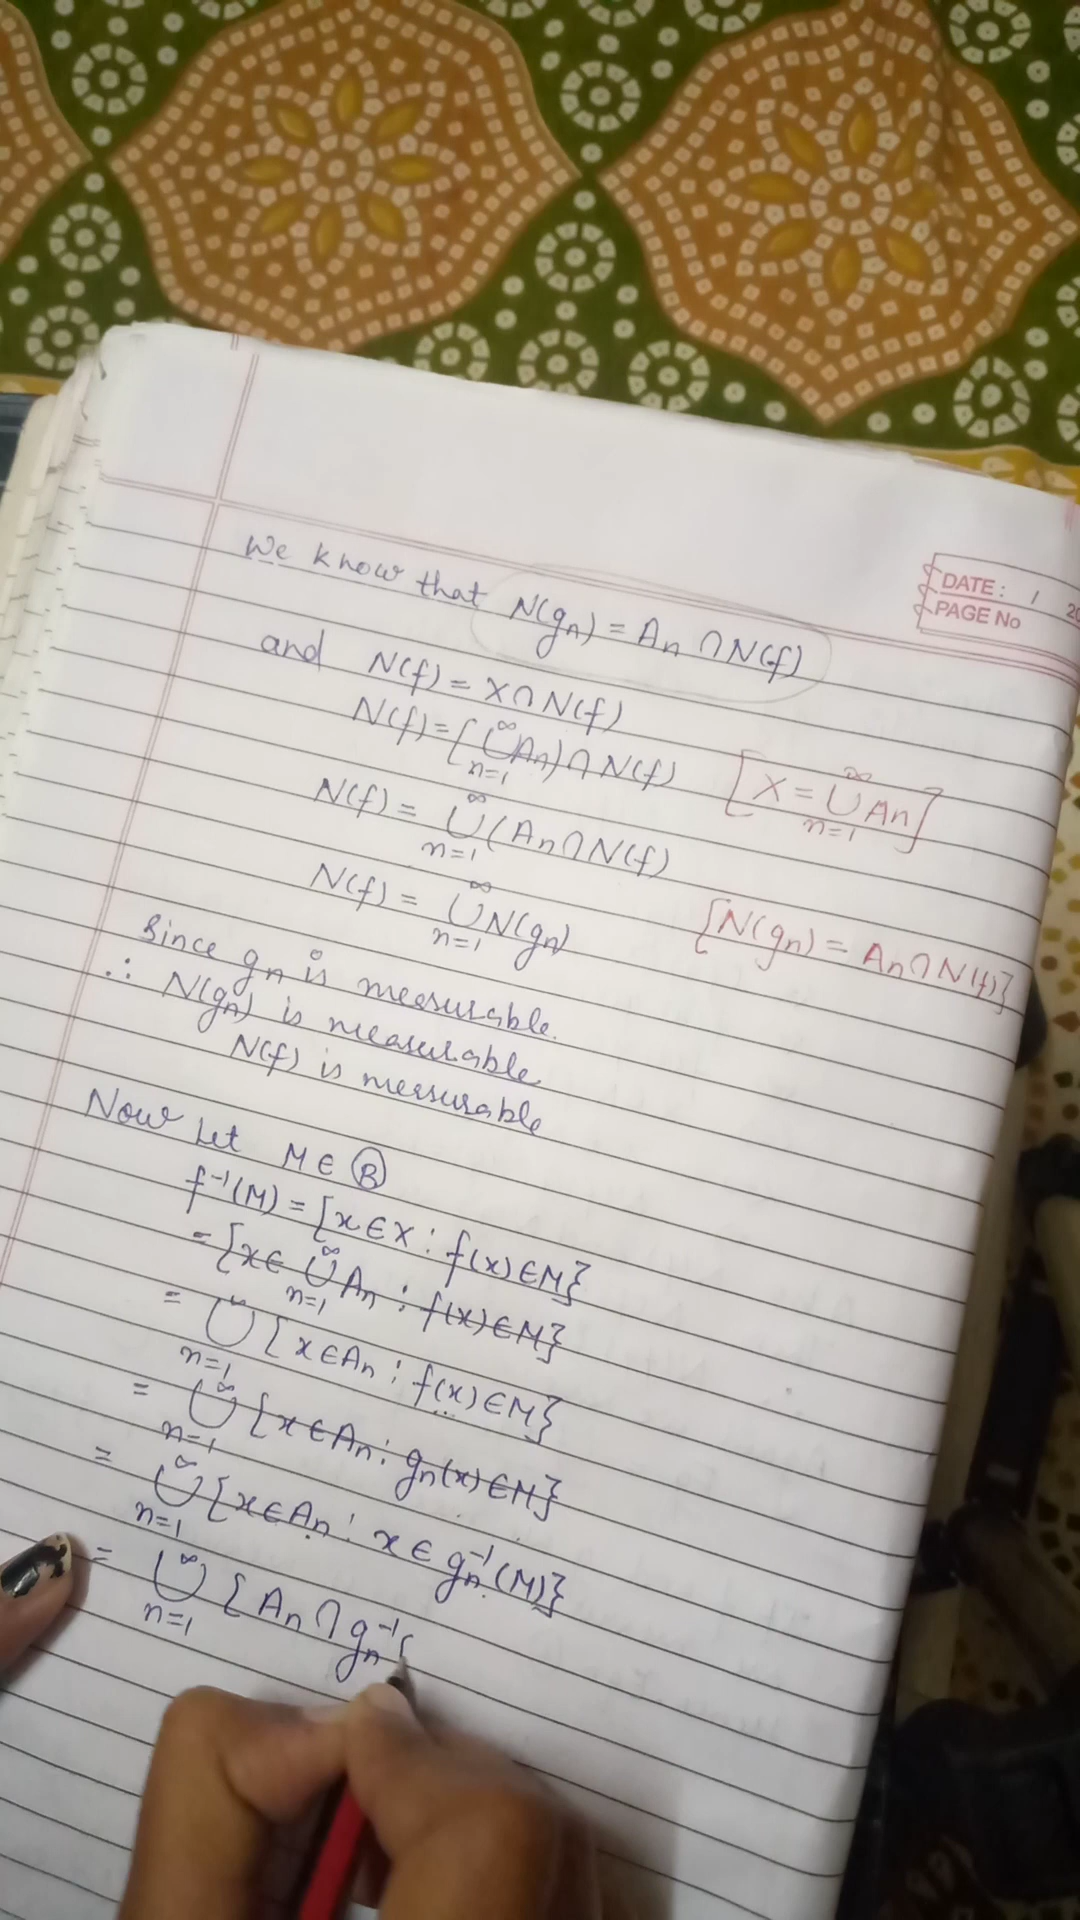 DATE: / 20
PAGE No
We know that N(gₙ) = Aₙ ∩ N(f)
and N(f) = X ∩ N(f)
N(f) = [⋃ₙ₌₁^∞ Aₙ) ∩ N(f) [X = ⋃ₙ₌₁^∞ Aₙ]
N(f) = ⋃ₙ₌₁^∞ (Aₙ ∩ N(f)
N(f) = ⋃ₙ₌₁^∞ N(gₙ) {N(gₙ) = Aₙ ∩ N(f)}
Since gₙ is measurable.
∴ N(gₙ) is measurable
N(f) is measurable
Now Let M ∈ Ⓑ
f⁻¹(M) = {x ∈ X : f(x) ∈ M}
= {x ∈ ⋃ₙ₌₁^∞ Aₙ : f(x) ∈ M}
= ⋃ₙ₌₁^∞ {x ∈ Aₙ : f(x) ∈ M}
= ⋃ₙ₌₁^∞ {x ∈ Aₙ : gₙ(x) ∈ M}
= ⋃ₙ₌₁^∞ {x ∈ Aₙ : x ∈ gₙ⁻¹(M)}
= ⋃ₙ₌₁^∞ {Aₙ ∩ gₙ⁻¹(